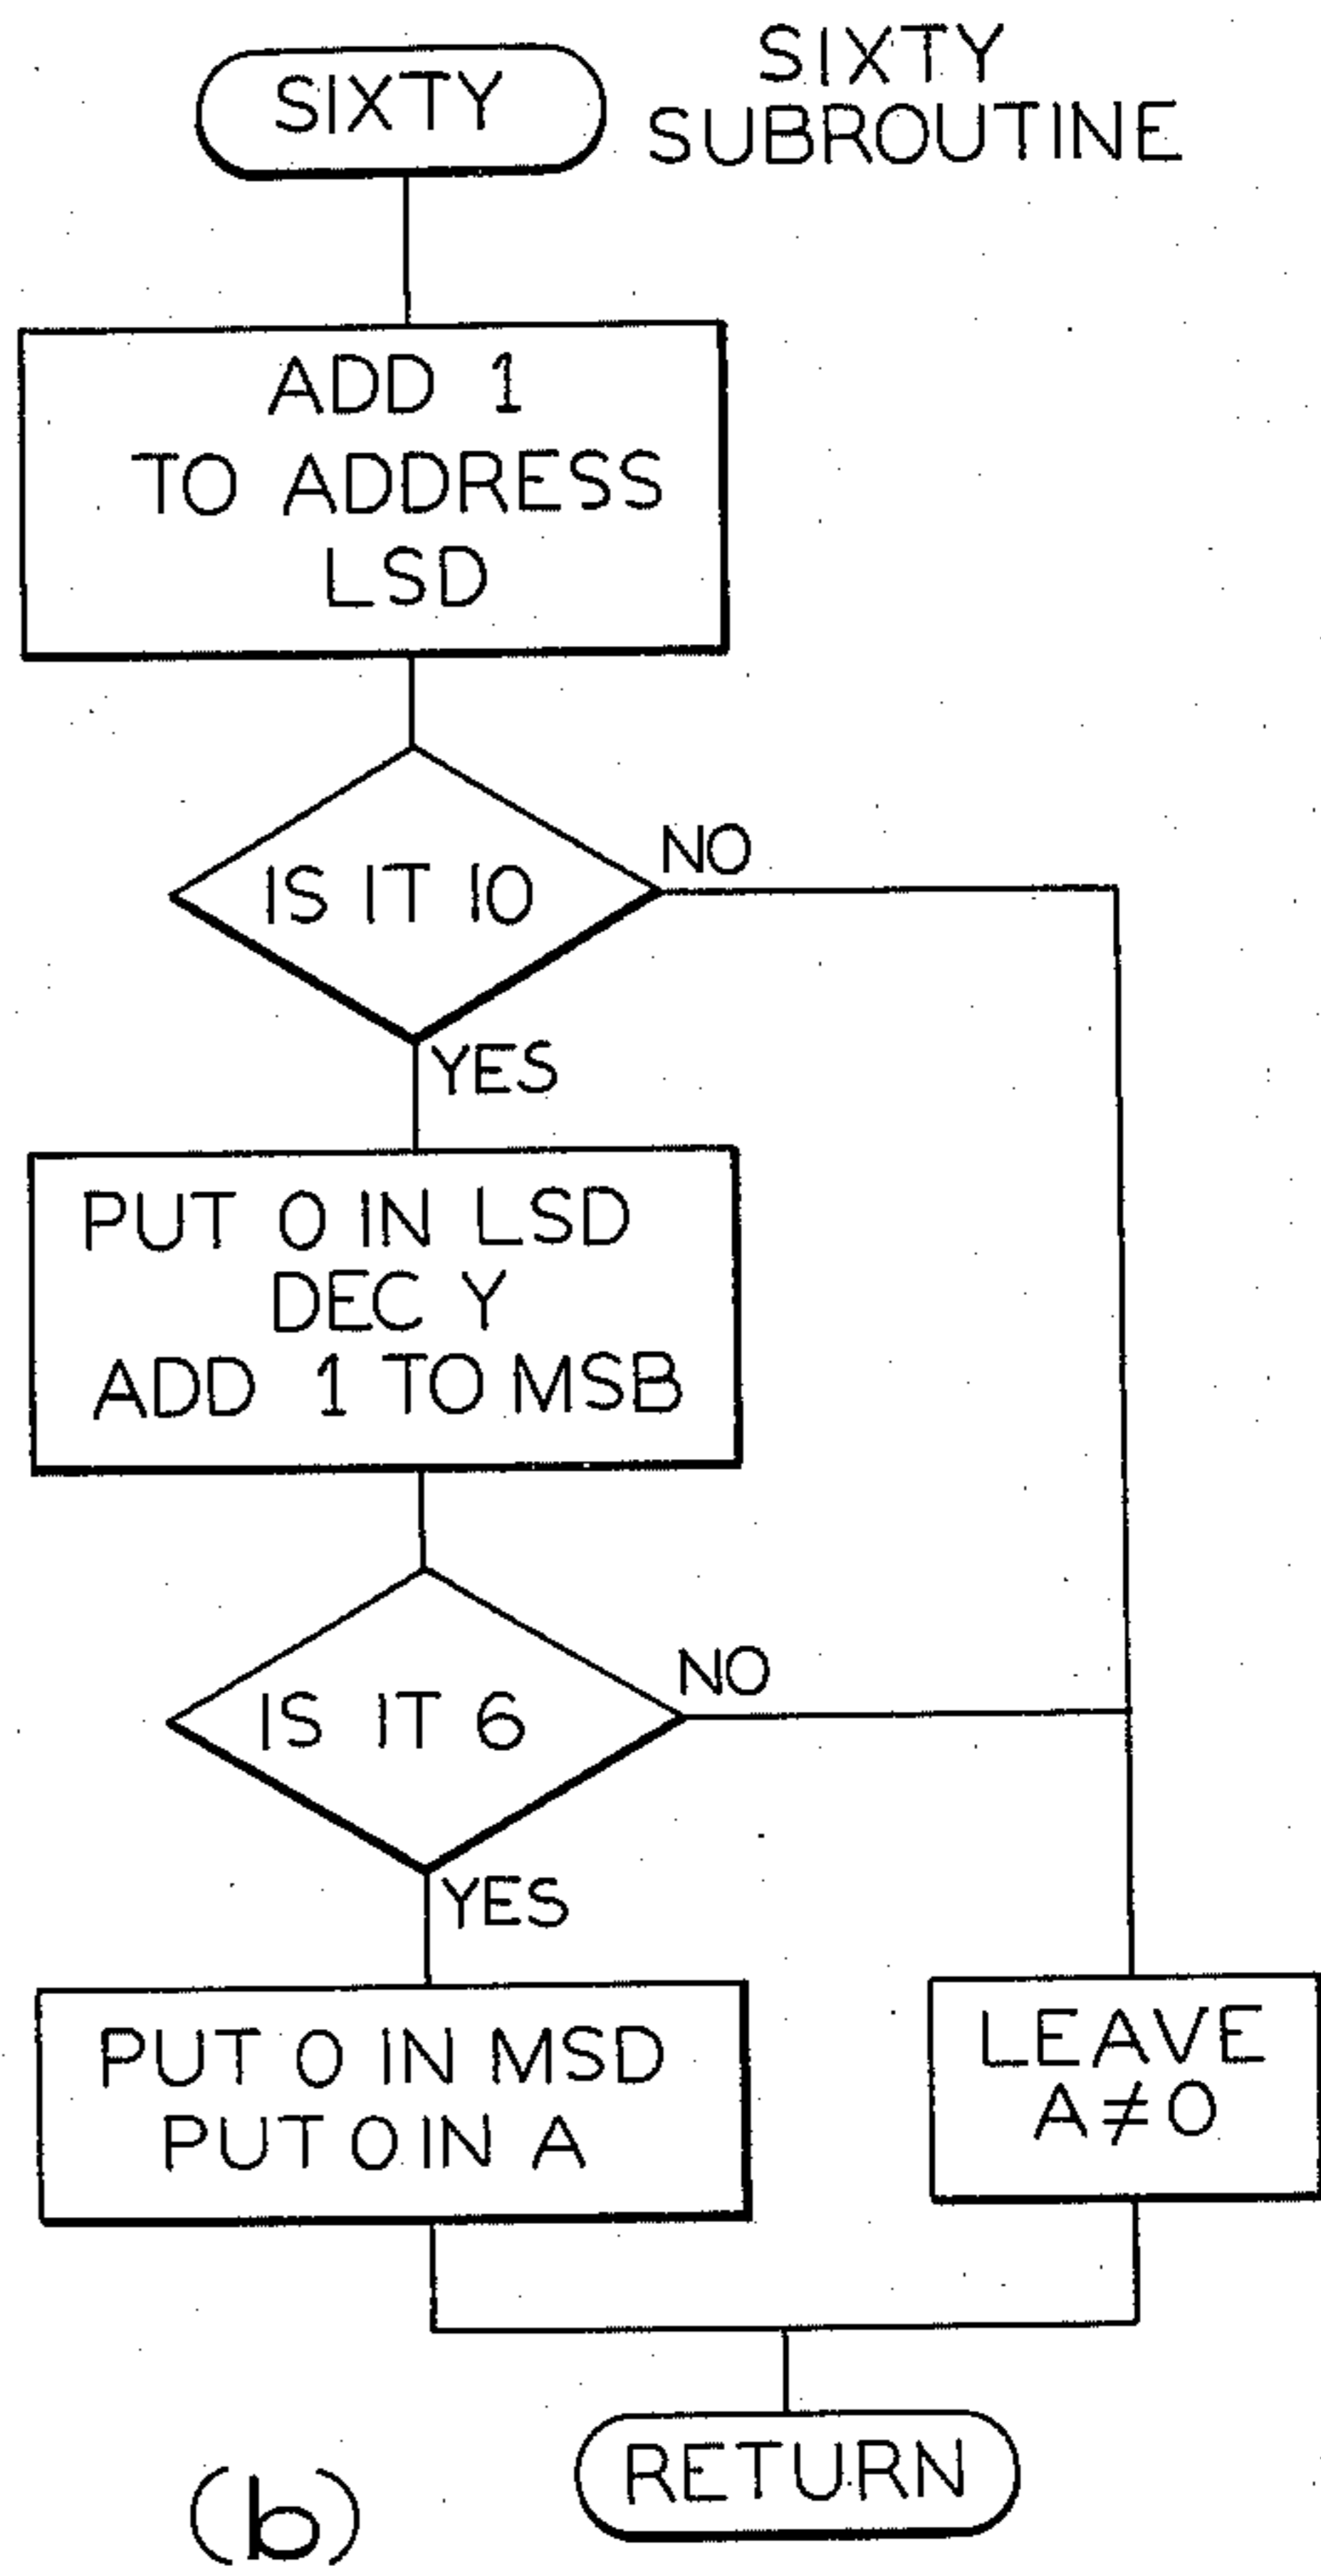 SIXTY
SIXTY
SUBROUTINE
ADD 1
TO ADDRESS
LSD
IS IT 10
NO
YES
PUT 0 IN LSD
DEC Y
ADD 1 TO MSB
IS IT 6
NO
YES
PUT 0 IN MSD
PUT 0 IN A
LEAVE
A≠0
RETURN
(b)